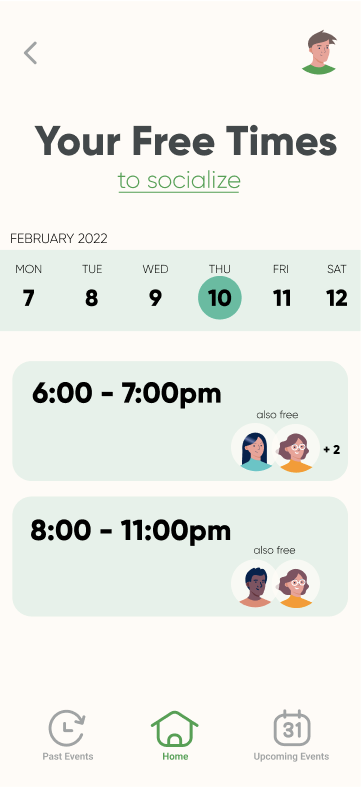 Your Free Times
to socialize
FEBRUARY 2022
MON TUE WED THU FRI SAT
7 8 9 10 11 12
6:00 - 7:00pm
also free
+ 2
8:00 - 11:00pm
also free
31
Past Events Home Upcoming Events